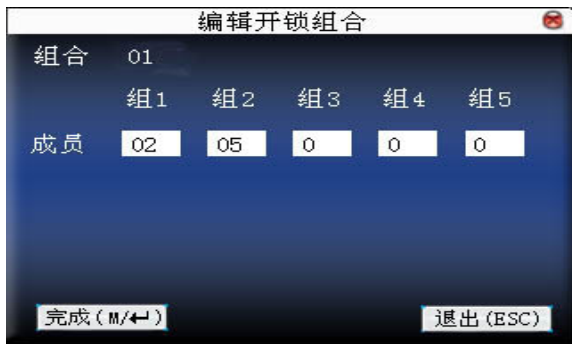 编辑开锁组合
组合 01
组1 组2 组3 组4 组5
成员 02 05 0 0 0
完成(M/↵) 退出(ESC)